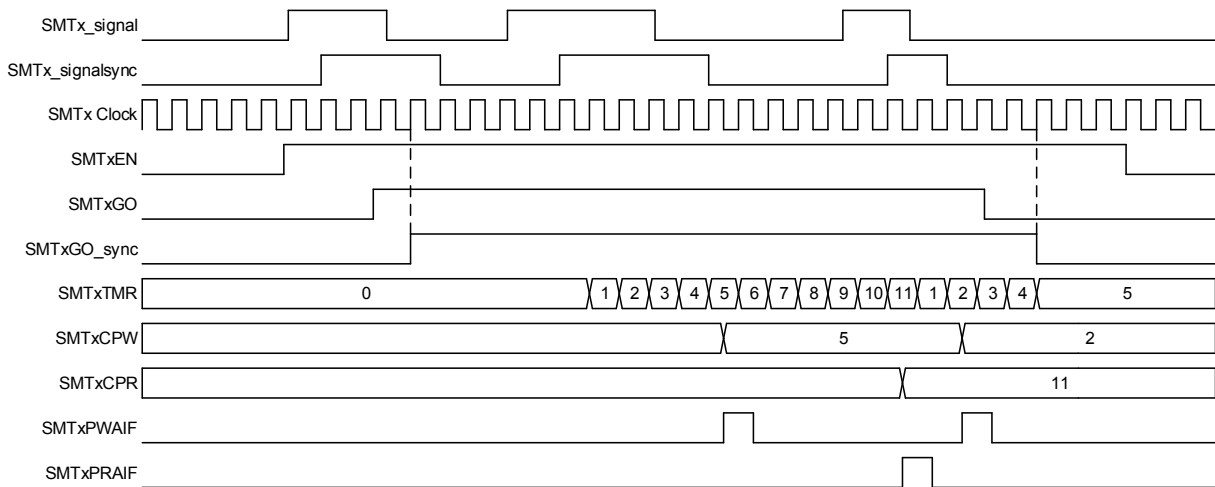 SMTx_signal
SMTx_signalsync
SMTx Clock
SMTxEN
SMTxGO
SMTxGO_sync
SMTxTMR 0 1 2 3 4 5 6 7 8 9 10 11 1 2 3 4 5
SMTxCPW 5 2
SMTxCPR 11
SMTxPWAIF
SMTxPRAIF